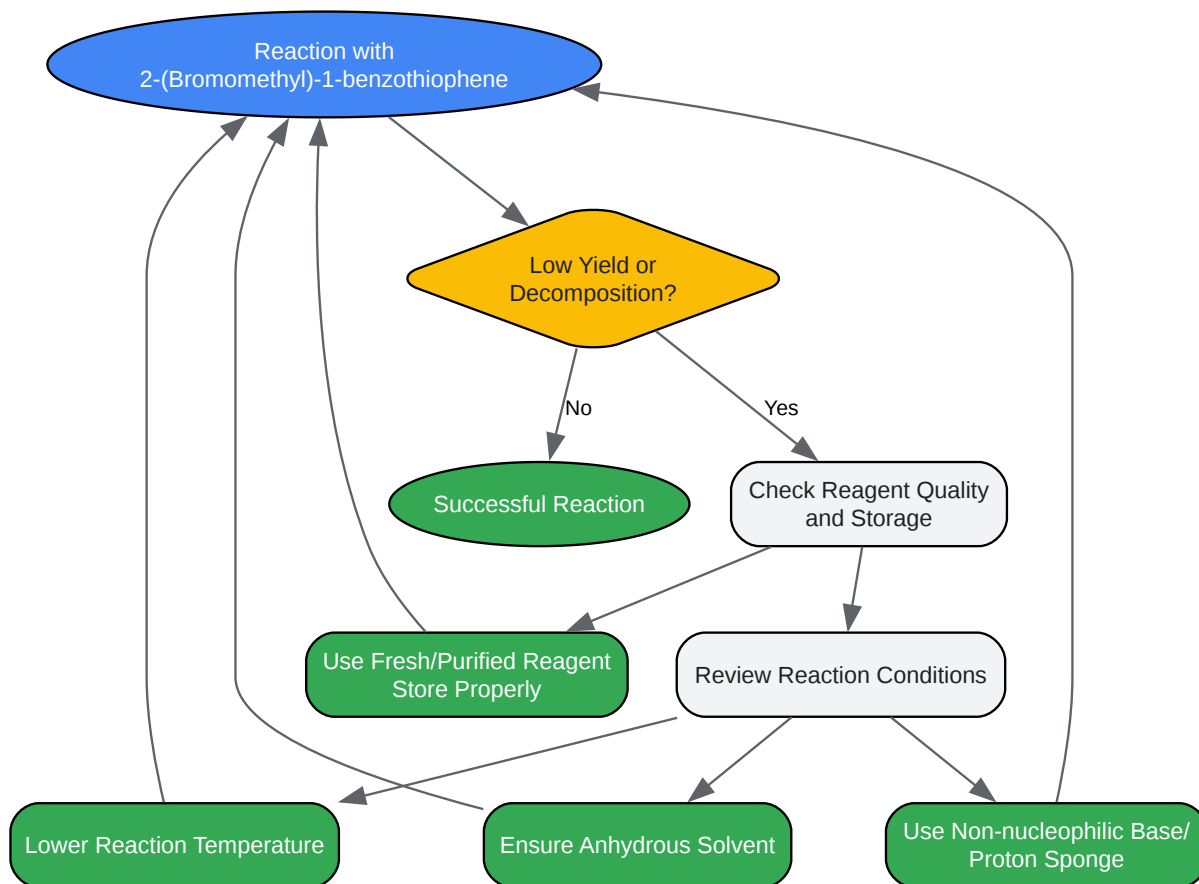 Reaction with
2-(Bromomethyl)-1-benzothiophene
Low Yield or
Decomposition?
No
Yes
Successful Reaction
Check Reagent Quality
and Storage
Use Fresh/Purified Reagent
Store Properly
Review Reaction Conditions
Lower Reaction Temperature
Ensure Anhydrous Solvent
Use Non-nucleophilic Base/
Proton Sponge